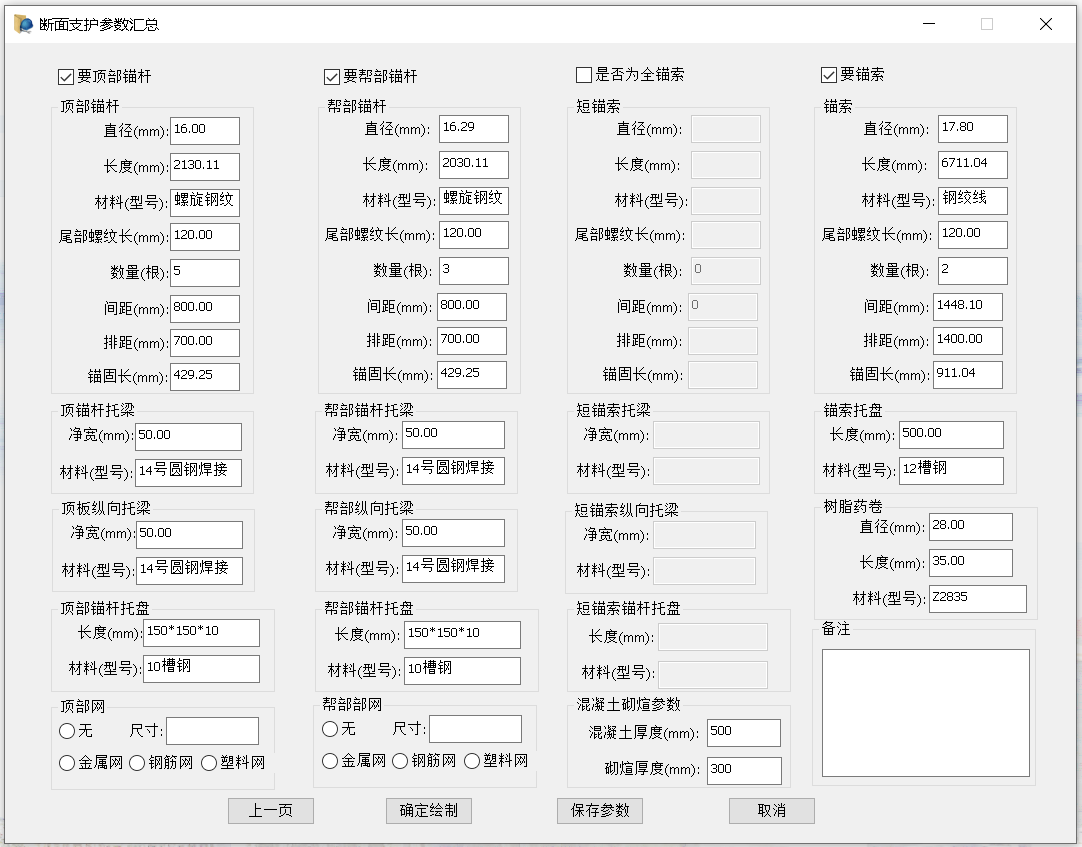 断面支护参数汇总
要顶部锚杆
顶部锚杆
直径(mm): 16.00
长度(mm): 2130.11
材料(型号): 螺旋钢纹
尾部螺纹长(mm): 120.00
数量(根): 5
间距(mm): 800.00
排距(mm): 700.00
锚固长(mm): 429.25
顶锚杆托梁
净宽(mm): 50.00
材料(型号): 14号圆钢焊接
顶板纵向托梁
净宽(mm): 50.00
材料(型号): 14号圆钢焊接
顶部锚杆托盘
长度(mm): 150*150*10
材料(型号): 10槽钢
顶部网
无 尺寸:
金属网 钢筋网 塑料网
要帮部锚杆
帮部锚杆
直径(mm): 16.29
长度(mm): 2030.11
材料(型号): 螺旋钢纹
尾部螺纹长(mm): 120.00
数量(根): 3
间距(mm): 800.00
排距(mm): 700.00
锚固长(mm): 429.25
帮部锚杆托梁
净宽(mm): 50.00
材料(型号): 14号圆钢焊接
帮部纵向托梁
净宽(mm): 50.00
材料(型号): 14号圆钢焊接
帮部锚杆托盘
长度(mm): 150*150*10
材料(型号): 10槽钢
帮部部网
无 尺寸:
金属网 钢筋网 塑料网
是否为全锚索
短锚索
直径(mm):
长度(mm):
材料(型号):
尾部螺纹长(mm):
数量(根): 0
间距(mm): 0
排距(mm):
锚固长(mm):
短锚索托梁
净宽(mm):
材料(型号):
短锚索纵向托梁
净宽(mm):
材料(型号):
短锚索锚杆托盘
长度(mm):
材料(型号):
混凝土砌煊参数
混凝土厚度(mm): 500
砌煊厚度(mm): 300
要锚索
锚索
直径(mm): 17.80
长度(mm): 6711.04
材料(型号): 钢绞线
尾部螺纹长(mm): 120.00
数量(根): 2
间距(mm): 1448.10
排距(mm): 1400.00
锚固长(mm): 911.04
锚索托盘
长度(mm): 500.00
材料(型号): 12槽钢
树脂药卷
直径(mm): 28.00
长度(mm): 35.00
材料(型号): Z2835
备注
上一页 确定绘制 保存参数 取消